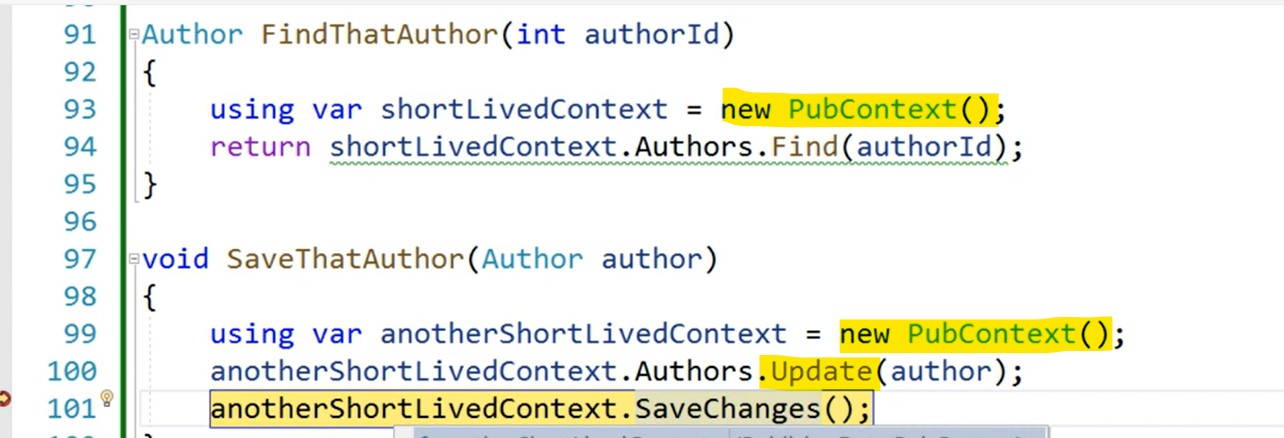 91 Author FindThatAuthor(int authorId)
92 {
93 using var shortLivedContext = new PubContext();
94 return shortLivedContext.Authors.Find(authorId);
95 }
96
97 void SaveThatAuthor(Author author)
98 {
99 using var anotherShortLivedContext = new PubContext();
100 anotherShortLivedContext.Authors.Update(author);
101 anotherShortLivedContext.SaveChanges();